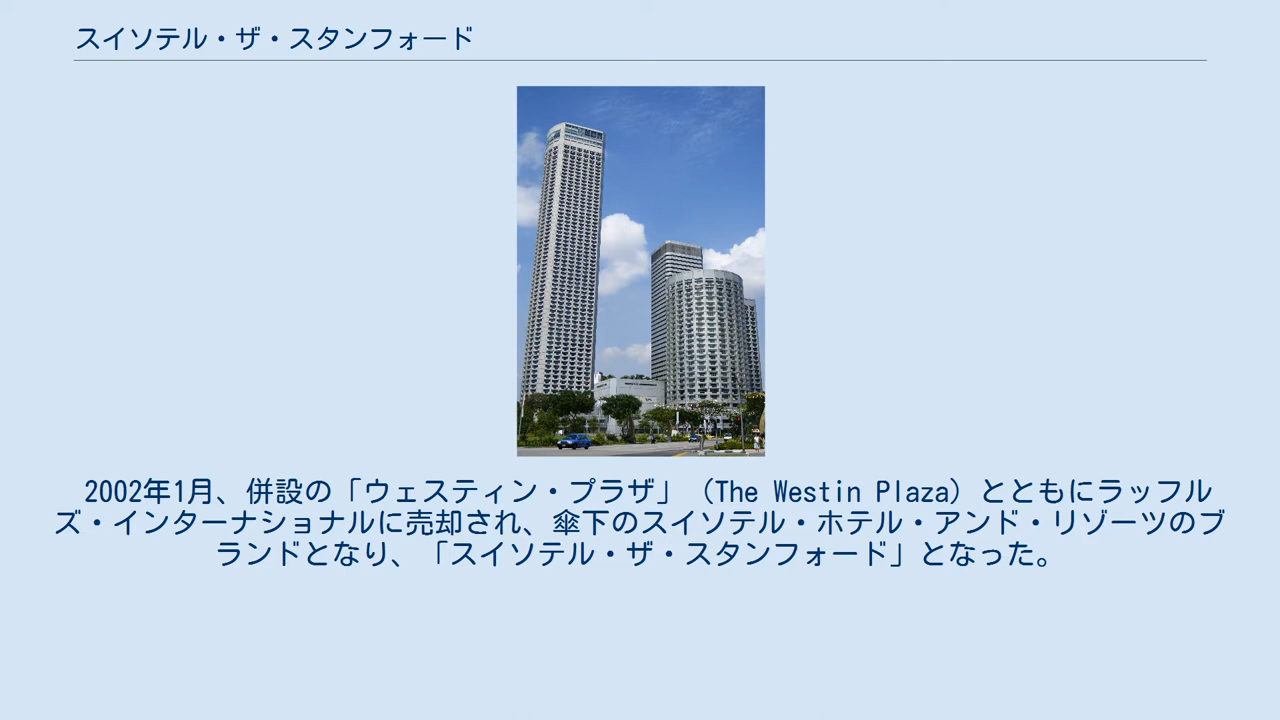 スイソテル・ザ・スタンフォード
2002年1月、併設の「ウェスティン・プラザ」（The Westin Plaza）とともにラッフル
ズ・インターナショナルに売却され、傘下のスイソテル・ホテル・アンド・リゾーツのブ
ランドとなり、「スイソテル・ザ・スタンフォード」となった。